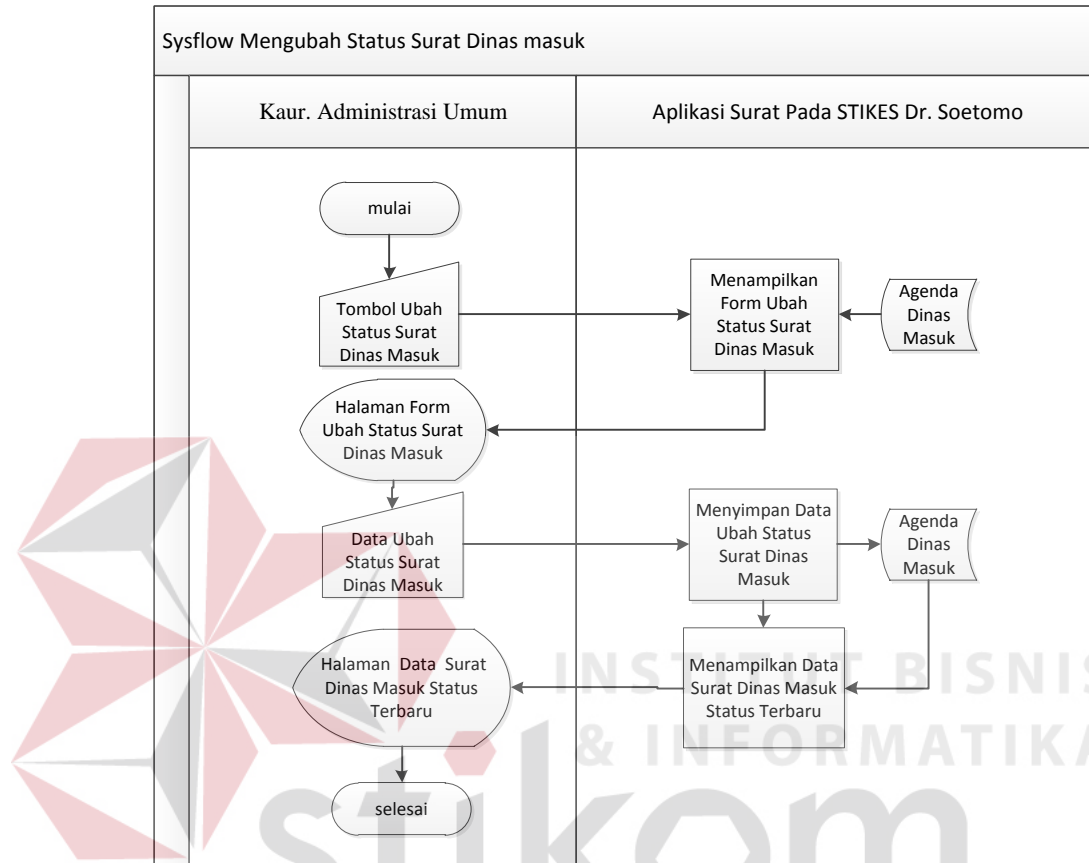 Sysflow Mengubah Status Surat Dinas masuk
Kaur. Administrasi Umum
Aplikasi Surat Pada STIKES Dr. Soetomo
mulai
Tombol Ubah
Status Surat
Dinas Masuk
Menampilkan
Form Ubah
Status Surat
Dinas Masuk
Agenda
Dinas
Masuk
Halaman Form
Ubah Status Surat
Dinas Masuk
Data Ubah
Status Surat
Dinas Masuk
Menyimpan Data
Ubah Status
Surat Dinas
Masuk
Agenda
Dinas
Masuk
Halaman Data Surat
Dinas Masuk Status
Terbaru
Menampilkan Data
Surat Dinas Masuk
Status Terbaru
selesai
INSTITUT BISNIS
& INFORMATIKA
stikom